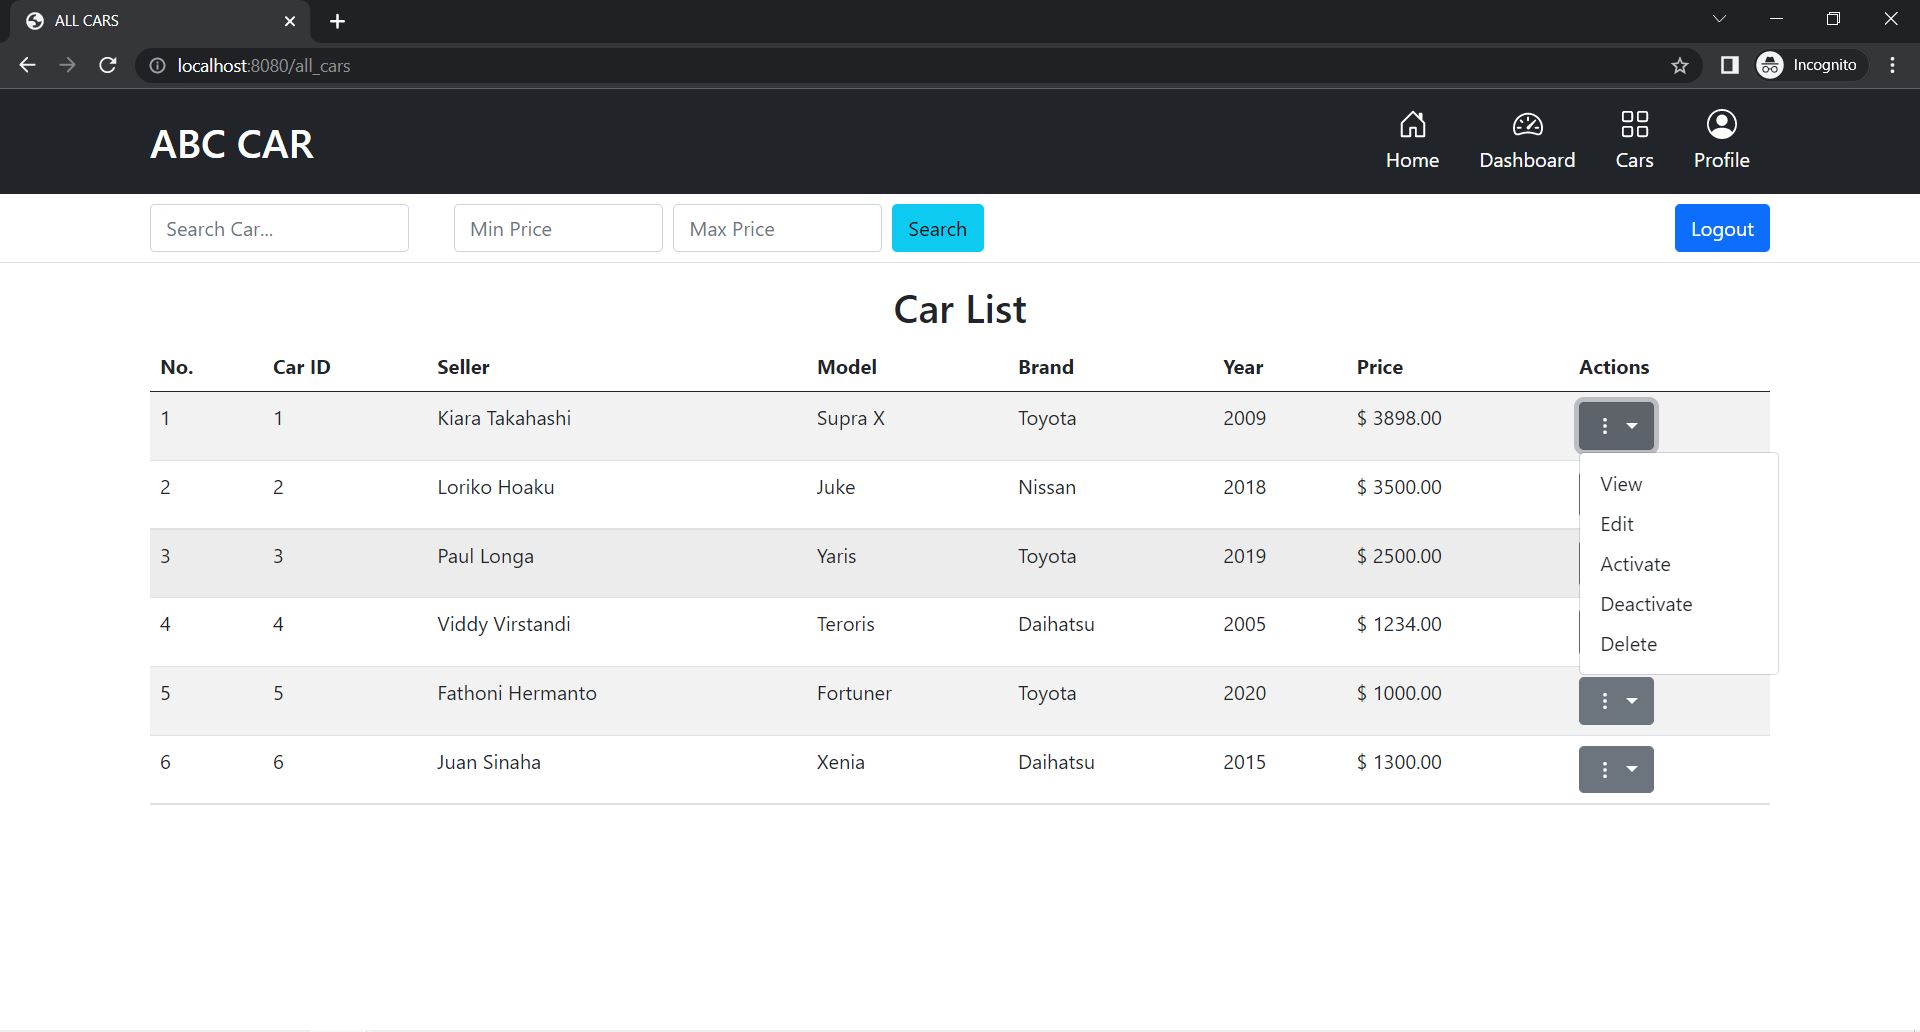 ALL CARS
localhost:8080/all_cars
Incognito
ABC CAR
Home Dashboard Cars Profile
Search Car... Min Price Max Price Search Logout
Car List
No. Car ID Seller Model Brand Year Price Actions
1 1 Kiara Takahashi Supra X Toyota 2009 $ 3898.00
2 2 Loriko Hoaku Juke Nissan 2018 $ 3500.00
3 3 Paul Longa Yaris Toyota 2019 $ 2500.00
4 4 Viddy Virstandi Teroris Daihatsu 2005 $ 1234.00
5 5 Fathoni Hermanto Fortuner Toyota 2020 $ 1000.00
6 6 Juan Sinaha Xenia Daihatsu 2015 $ 1300.00
View
Edit
Activate
Deactivate
Delete